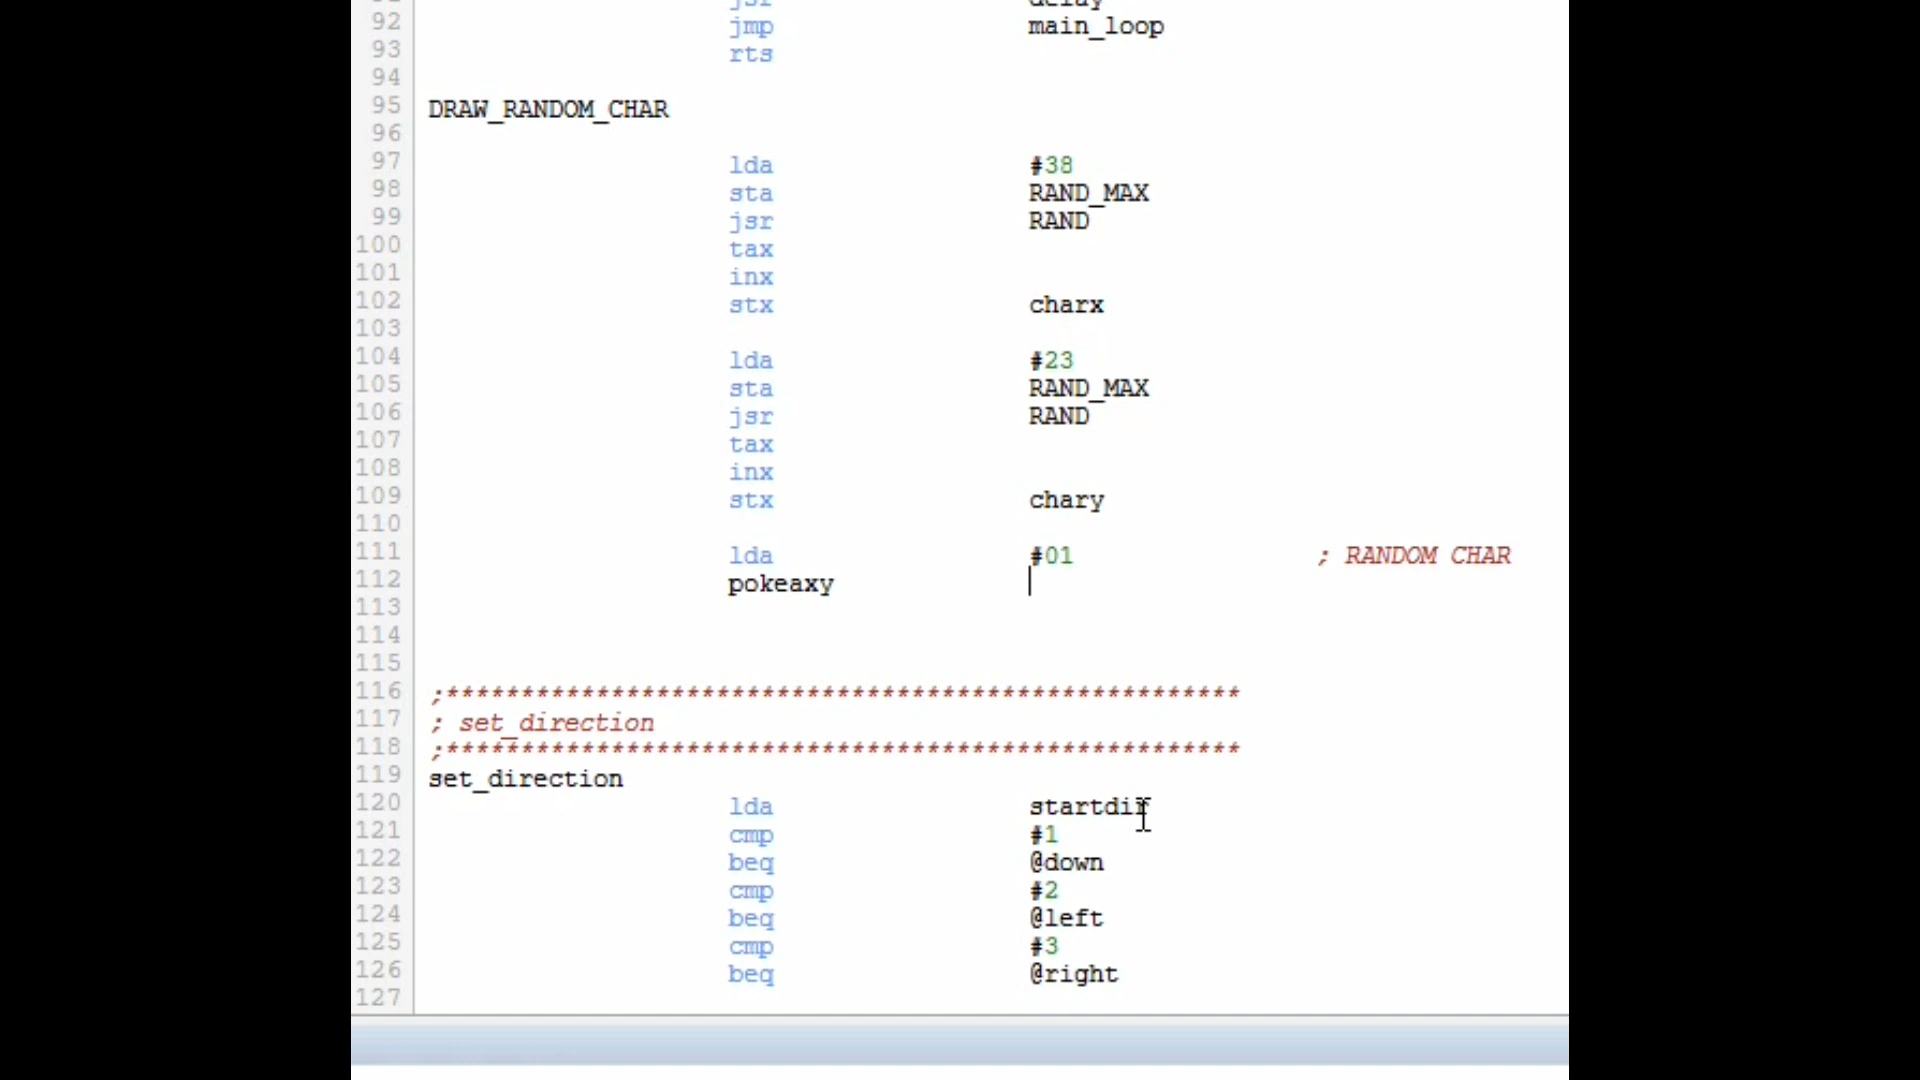 91 jsr delay
92 jmp main_loop
93 rts
94
95 DRAW_RANDOM_CHAR
96
97 lda #38
98 sta RAND_MAX
99 jsr RAND
100 tax
101 inx
102 stx charx
103
104 lda #23
105 sta RAND_MAX
106 jsr RAND
107 tax
108 inx
109 stx chary
110
111 lda #01 ; RANDOM CHAR
112 pokeaxy
113
114
115
116 ;*****************************************************
117 ; set_direction
118 ;*****************************************************
119 set_direction
120 lda startdir
121 cmp #1
122 beq @down
123 cmp #2
124 beq @left
125 cmp #3
126 beq @right
127